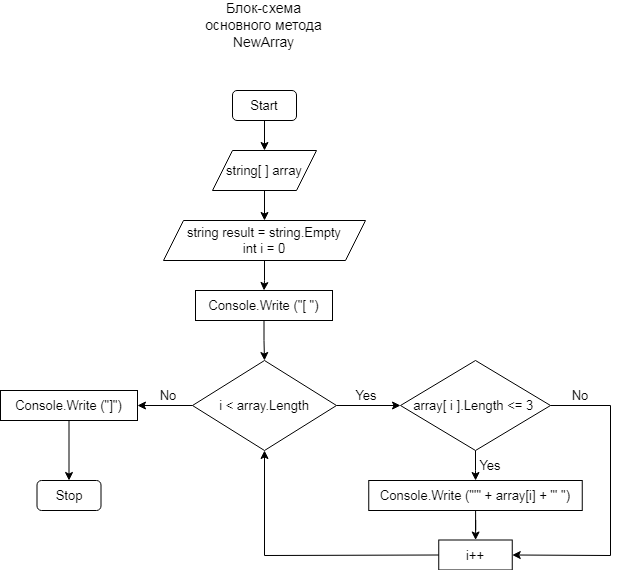 Блок-схема
основного метода
NewArray
Start
string[ ] array
string result = string.Empty
int i = 0
Console.Write ("[ ")
i < array.Length
No
Console.Write ("]")
Stop
Yes
array[ i ].Length <= 3
No
Yes
Console.Write ("'" + array[i] + "' ")
i++